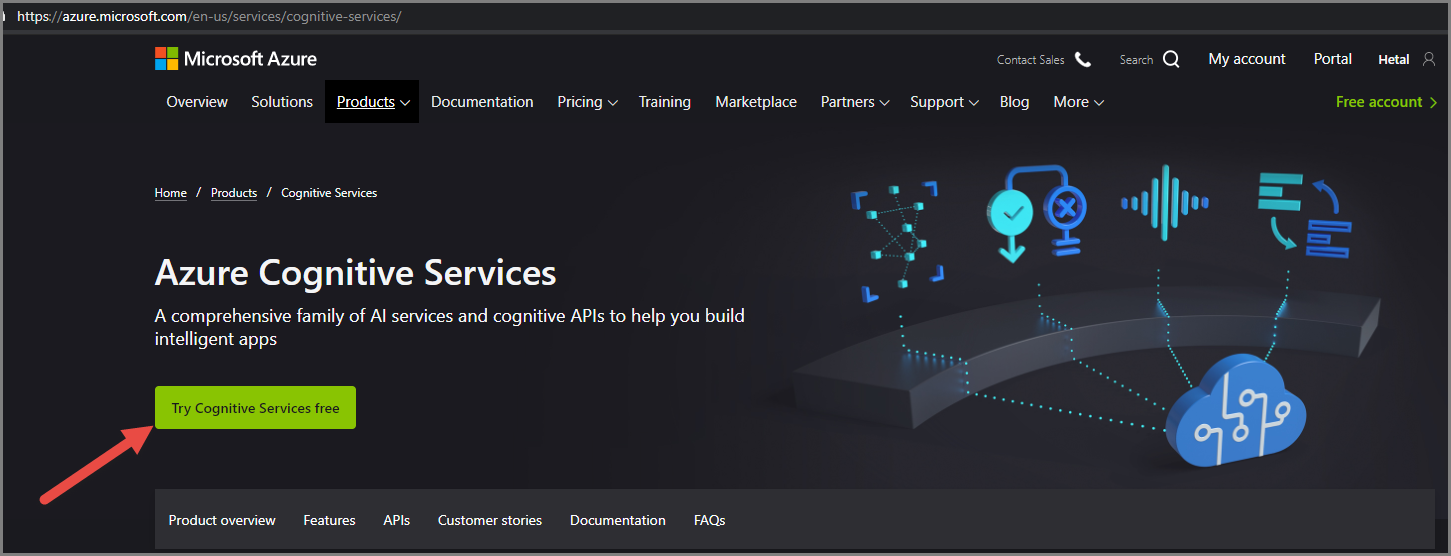 https://azure.microsoft.com/en-us/services/cognitive-services/
Microsoft Azure
Contact Sales Search My account Portal Hetal
Overview Solutions Products Documentation Pricing Training Marketplace Partners Support Blog More Free account
Home / Products / Cognitive Services
Azure Cognitive Services
A comprehensive family of AI services and cognitive APIs to help you build
intelligent apps
Try Cognitive Services free
Product overview Features APIs Customer stories Documentation FAQs